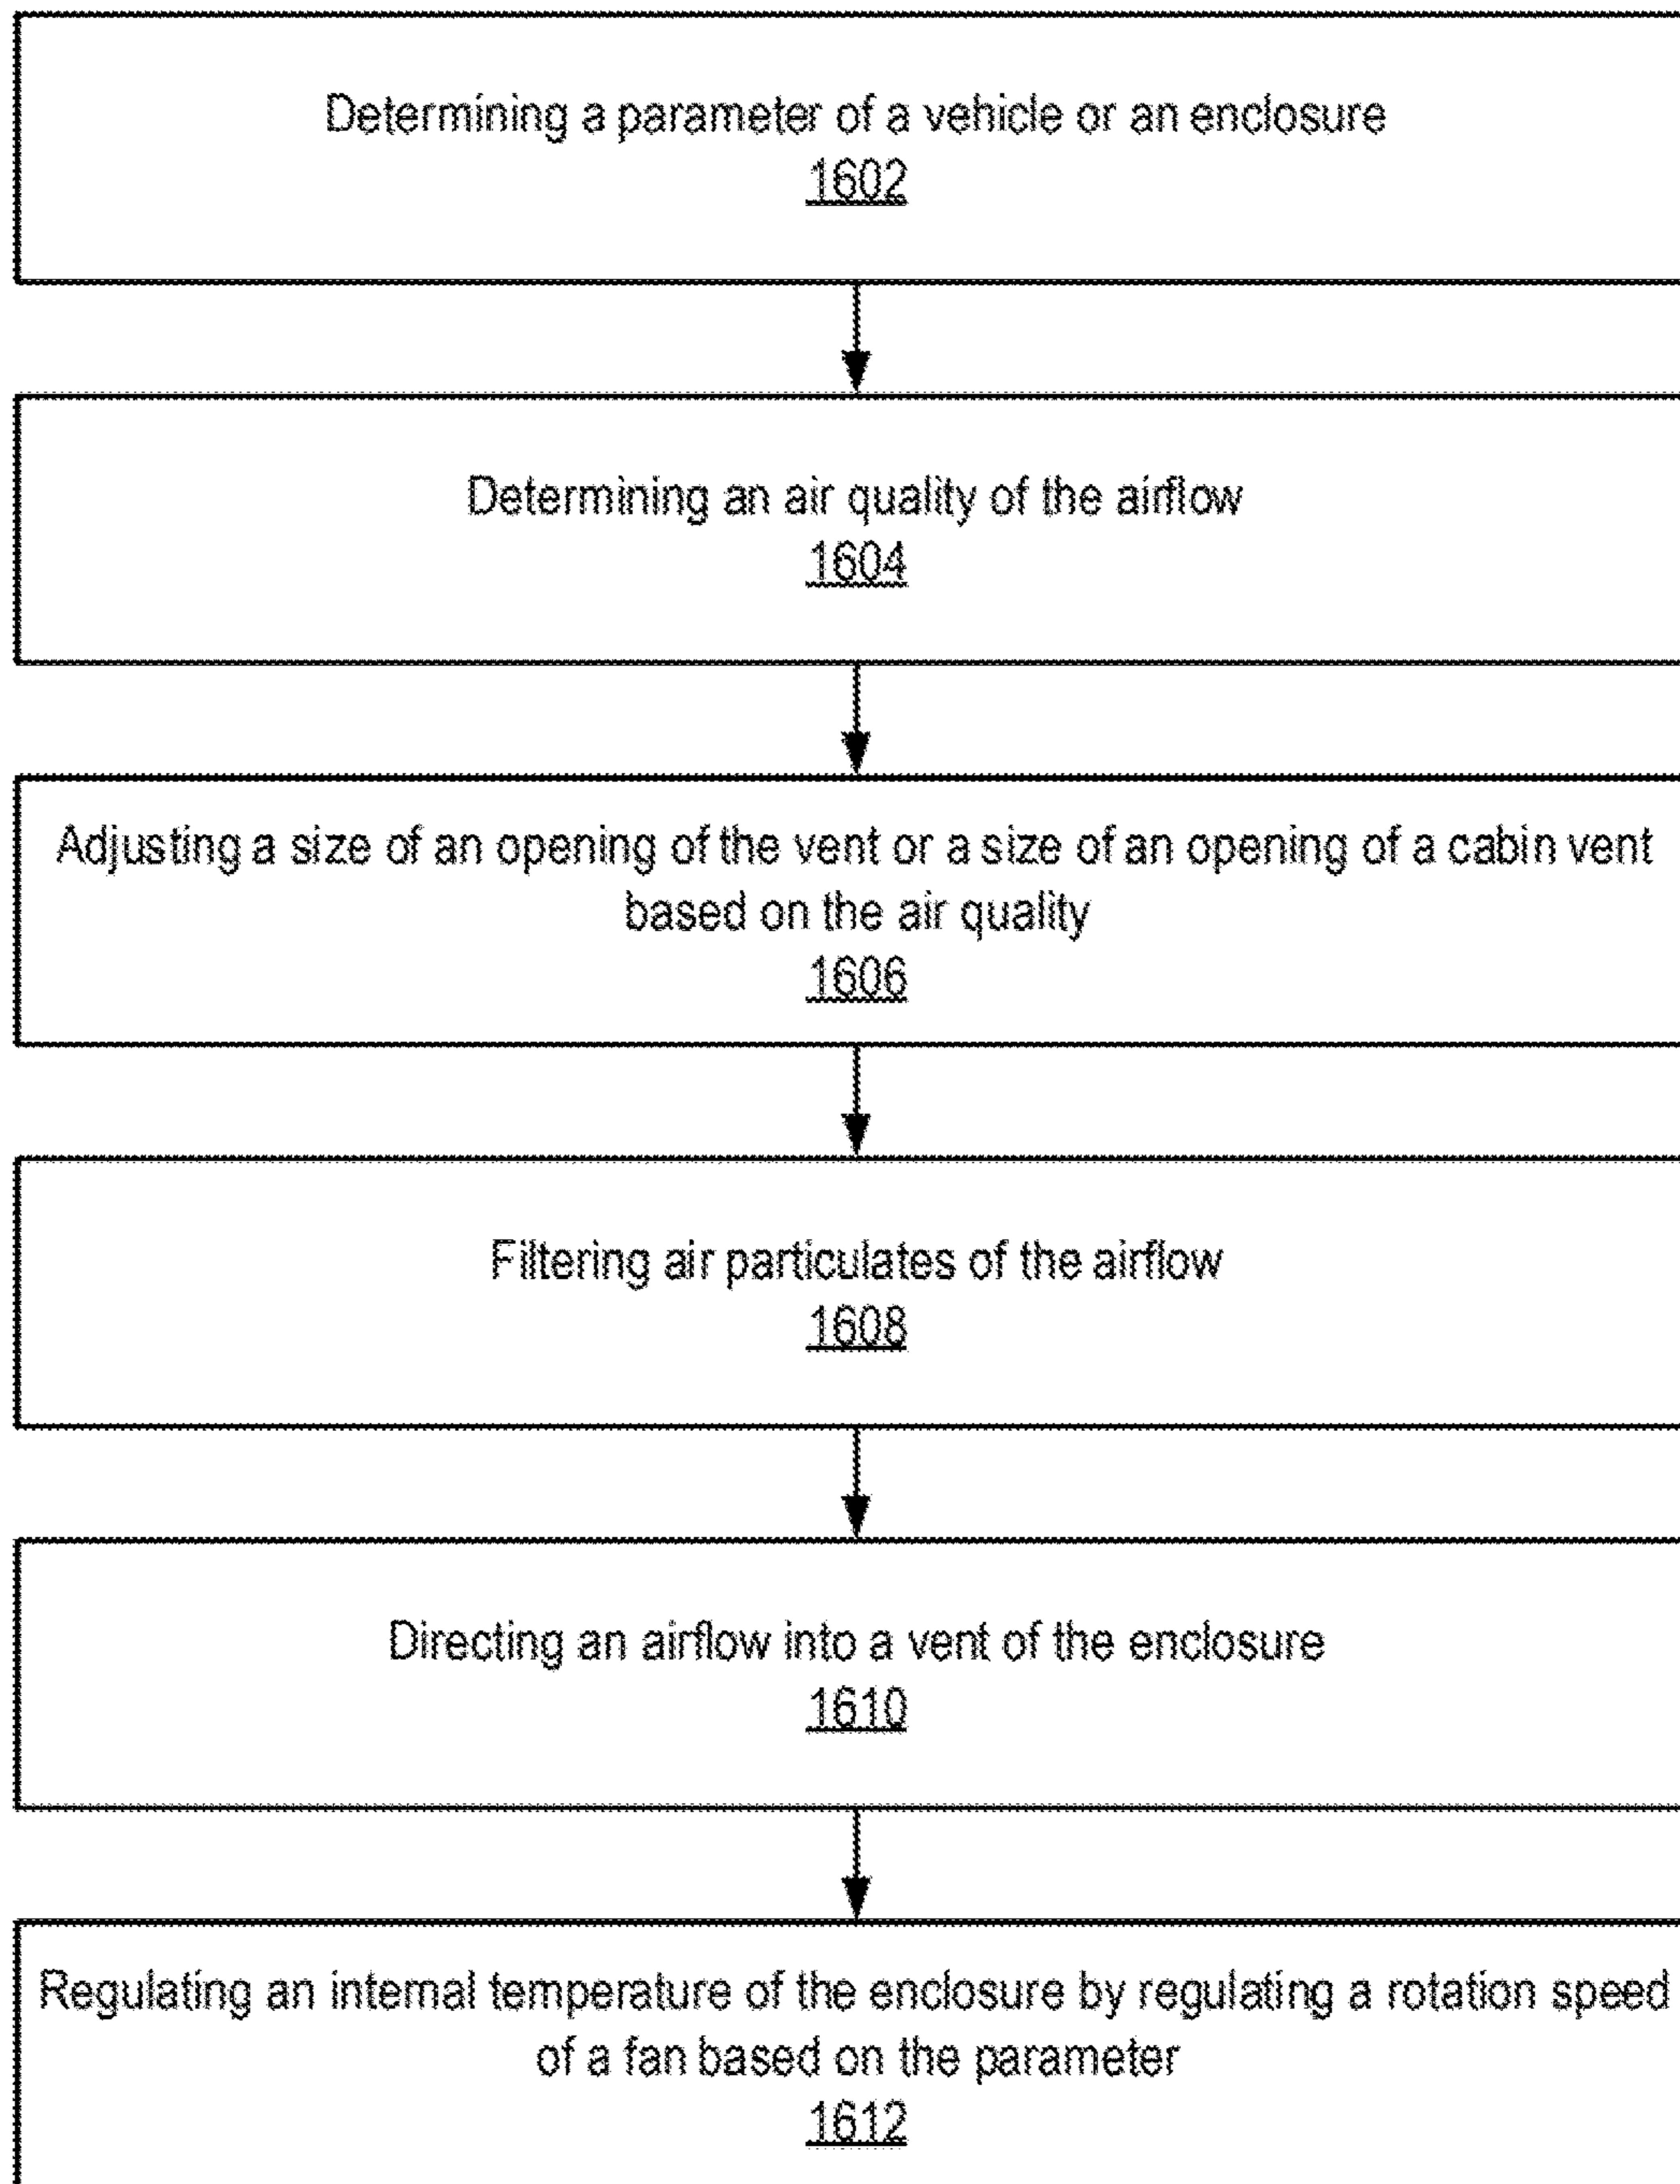 Determining a parameter of a vehicle or an enclosure
1602
Determining an air quality of the airflow
1604
Adjusting a size of an opening of the vent or a size of an opening of a cabin vent
based on the air quality
1606
Filtering air particulates of the airflow
1608
Directing an airflow into a vent of the enclosure
1610
Regulating an internal temperature of the enclosure by regulating a rotation speed
of a fan based on the parameter
1612